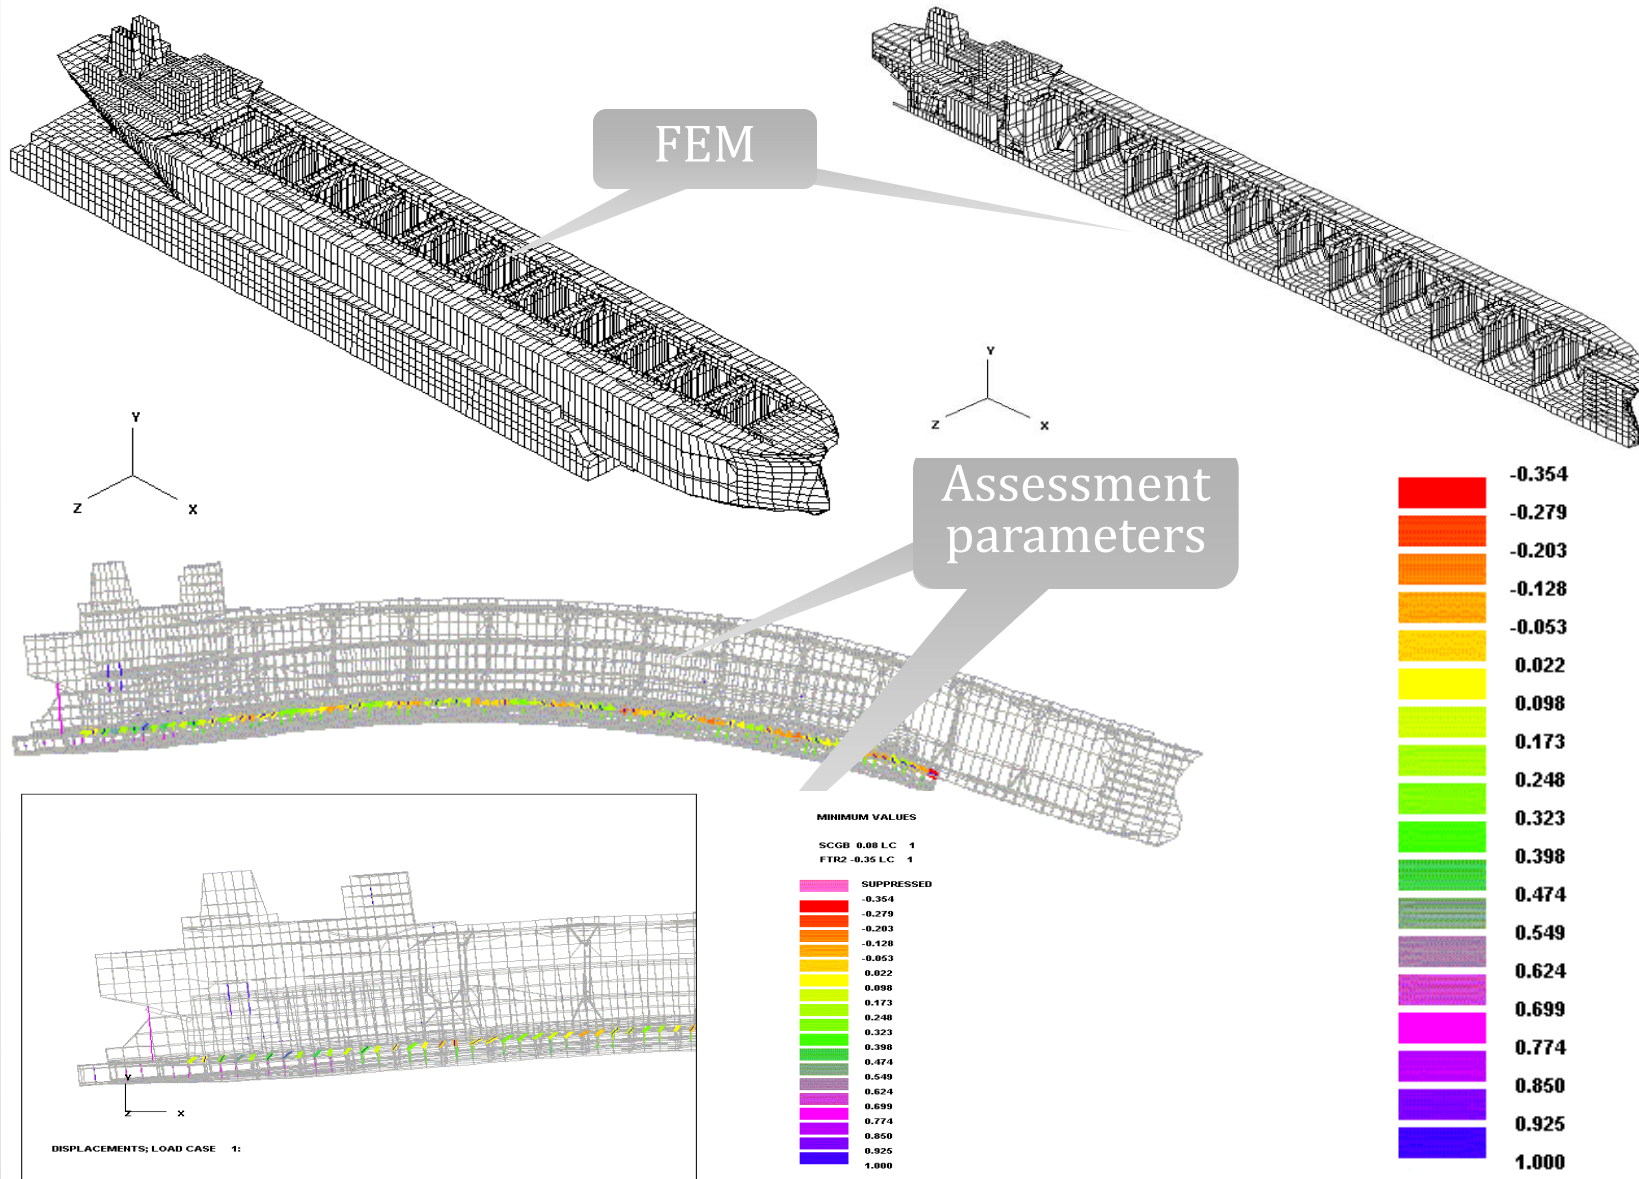 FEM
Y
Z
X
Y
Z
X
Assessment
parameters
-0.354
-0.279
-0.203
-0.128
-0.053
0.022
0.098
0.173
0.248
0.323
0.398
0.474
0.549
0.624
0.699
0.774
0.850
0.925
1.000
MINIMUM VALUES
SCGB 0.08 LC 1
FTR2 -0.35 LC 1
SUPPRESSED
-0.354
-0.279
-0.203
-0.128
-0.053
0.022
0.098
0.173
0.248
0.323
0.398
0.474
0.549
0.624
0.699
0.774
0.850
0.925
1.000
Y
Z
X
DISPLACEMENTS; LOAD CASE 1: